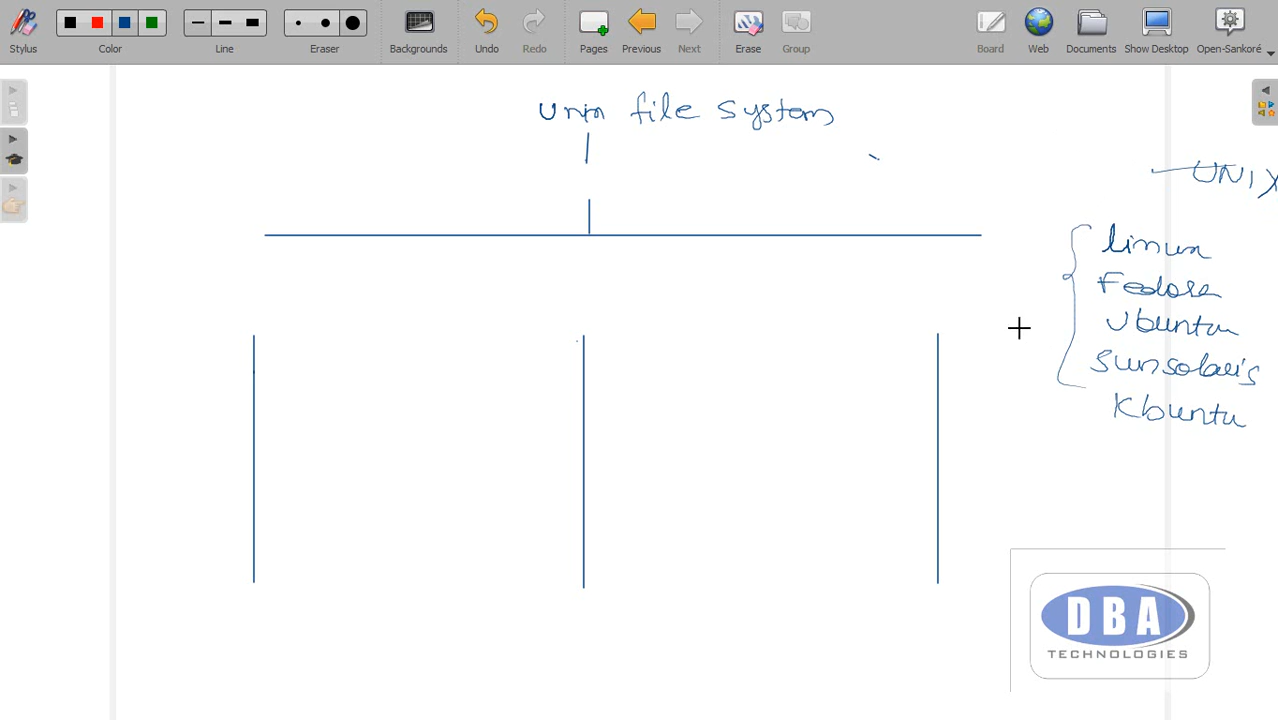 Stylus Color Line Eraser Backgrounds Undo Redo Pages Previous Next Erase Group Board Web Documents Show Desktop Open-Sankoré
Unix file system
UNIX
Linux
Fedora
Ubuntu
Sunsolaris
Kbuntu
DBA
TECHNOLOGIES